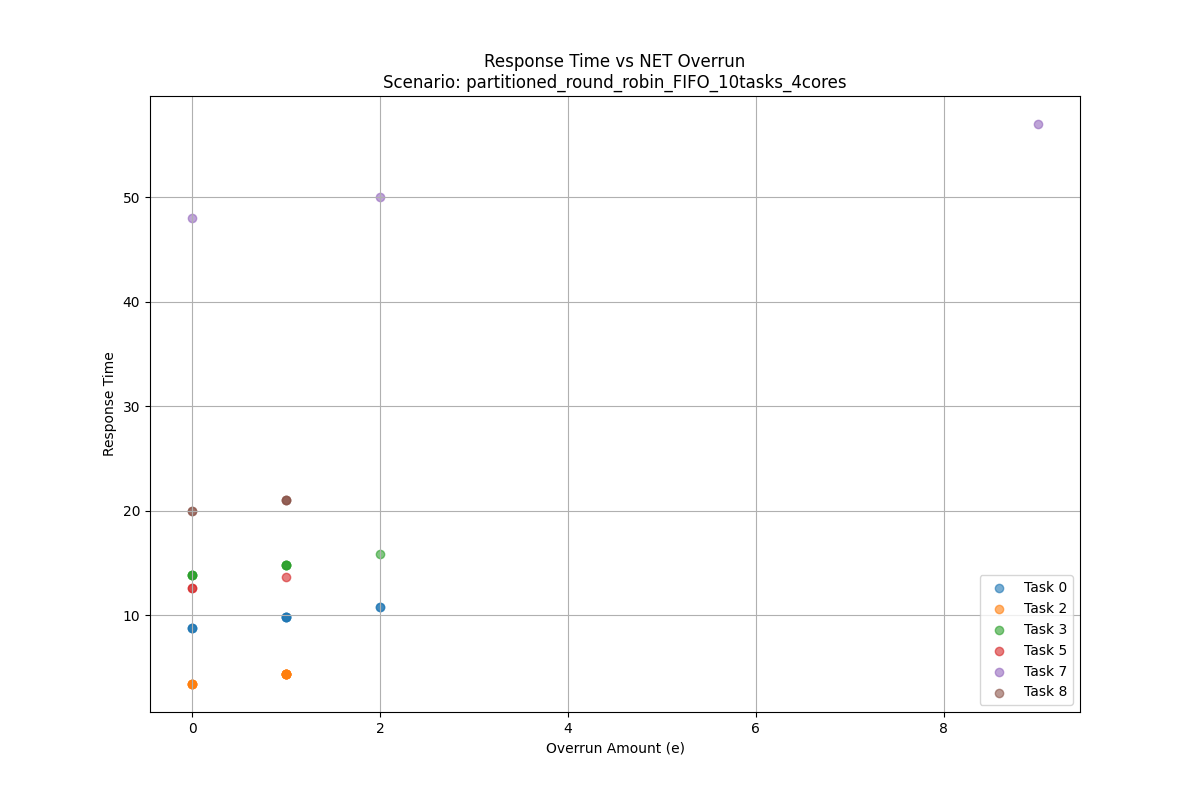 Response Time vs NET Overrun
Scenario: partitioned_round_robin_FIFO_10tasks_4cores
Response Time
50
40
30
20
10
0
2
4
6
8
Overrun Amount (e)
Task 0
Task 2
Task 3
Task 5
Task 7
Task 8